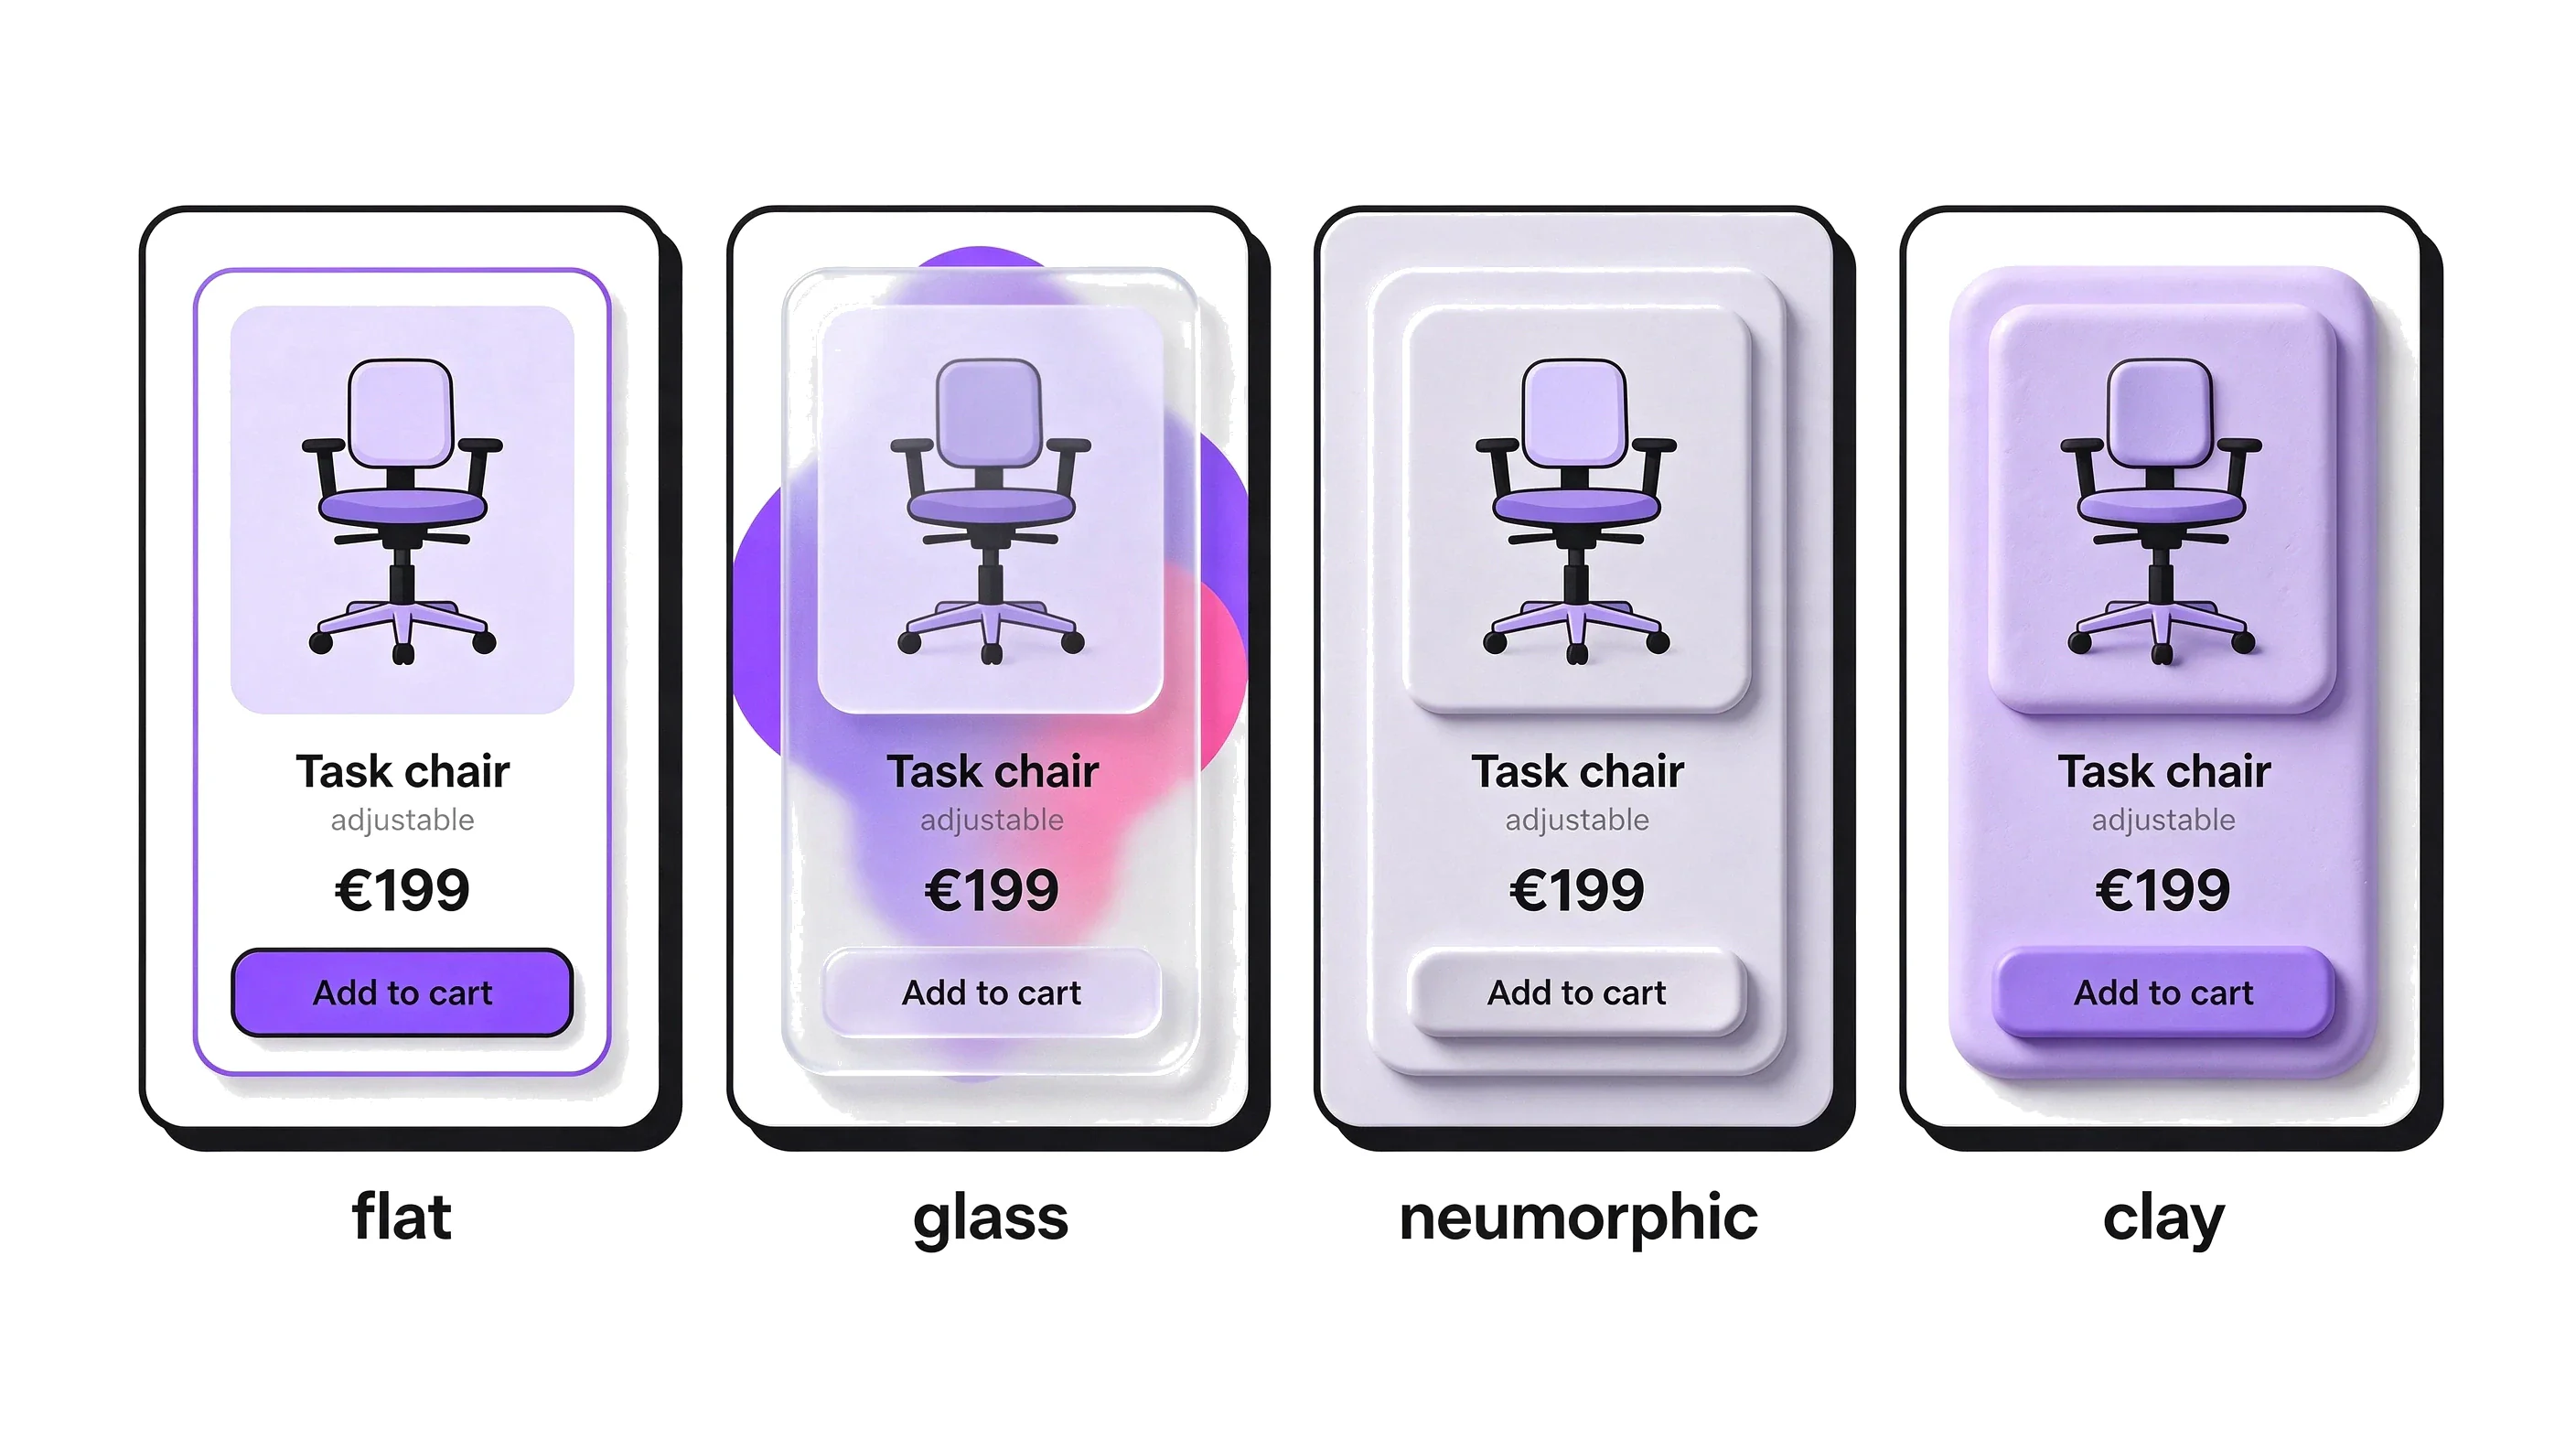 Task chair
adjustable
€199
Add to cart
flat
Task chair
adjustable
€199
Add to cart
glass
Task chair
adjustable
€199
Add to cart
neumorphic
Task chair
adjustable
€199
Add to cart
clay